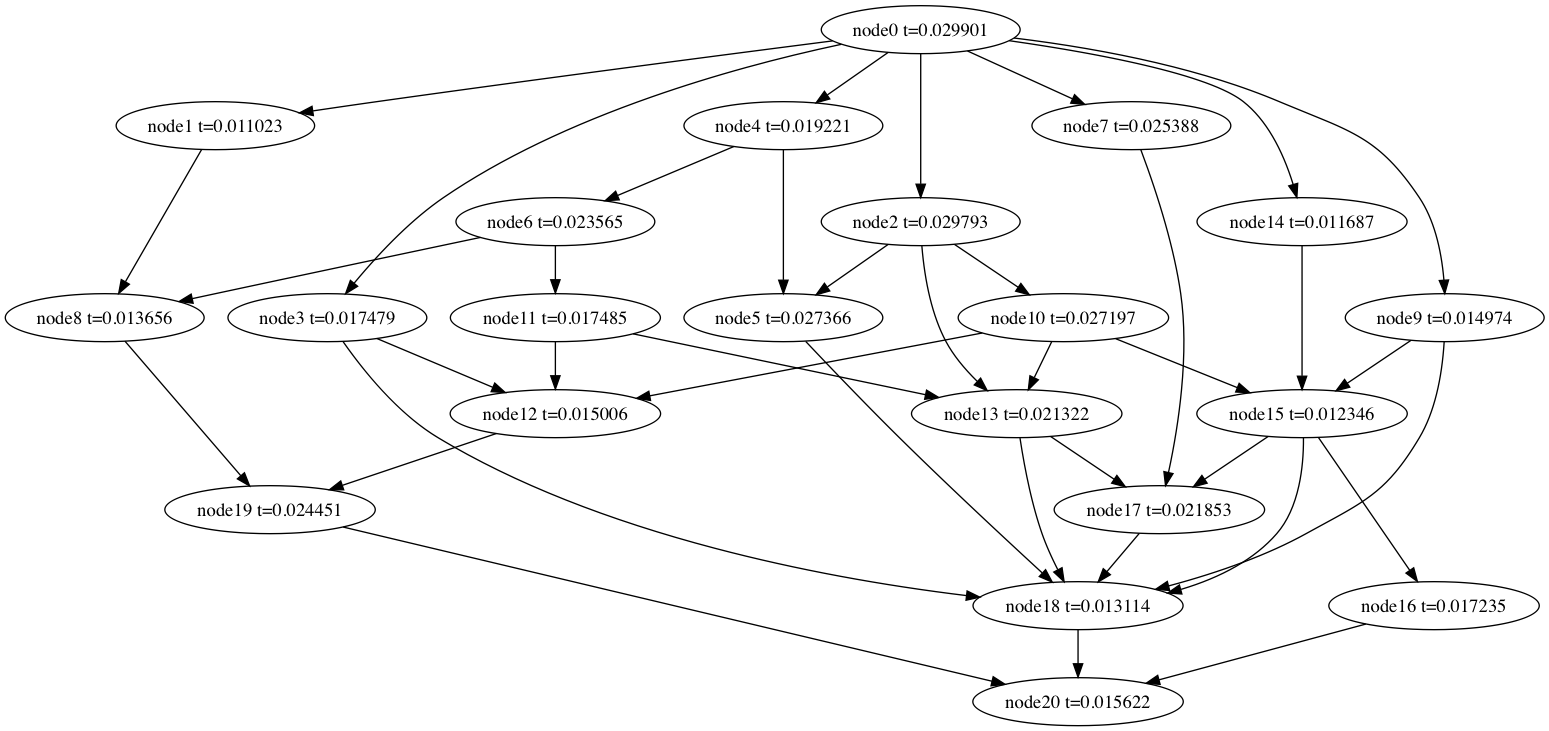 node0 t=0.029901
node1 t=0.011023
node4 t=0.019221
node7 t=0.025388
node6 t=0.023565
node2 t=0.029793
node14 t=0.011687
node8 t=0.013656
node3 t=0.017479
node11 t=0.017485
node5 t=0.027366
node10 t=0.027197
node9 t=0.014974
node12 t=0.015006
node13 t=0.021322
node15 t=0.012346
node19 t=0.024451
node17 t=0.021853
node18 t=0.013114
node16 t=0.017235
node20 t=0.015622